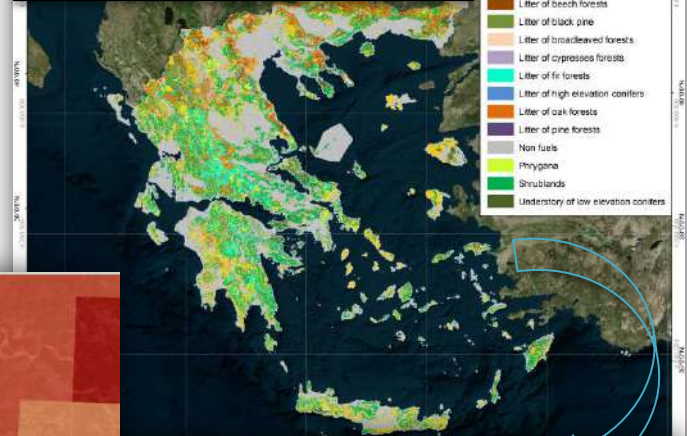 Litter of beech forests
Litter of black pine
Litter of broadleaved forests
Litter of cypresses forests
Litter of fir forests
Litter of high elevation conifers
Litter of oak forests
Litter of pine forests
Non fuels
Phrygana
Shrublands
Understory of low elevation conifers